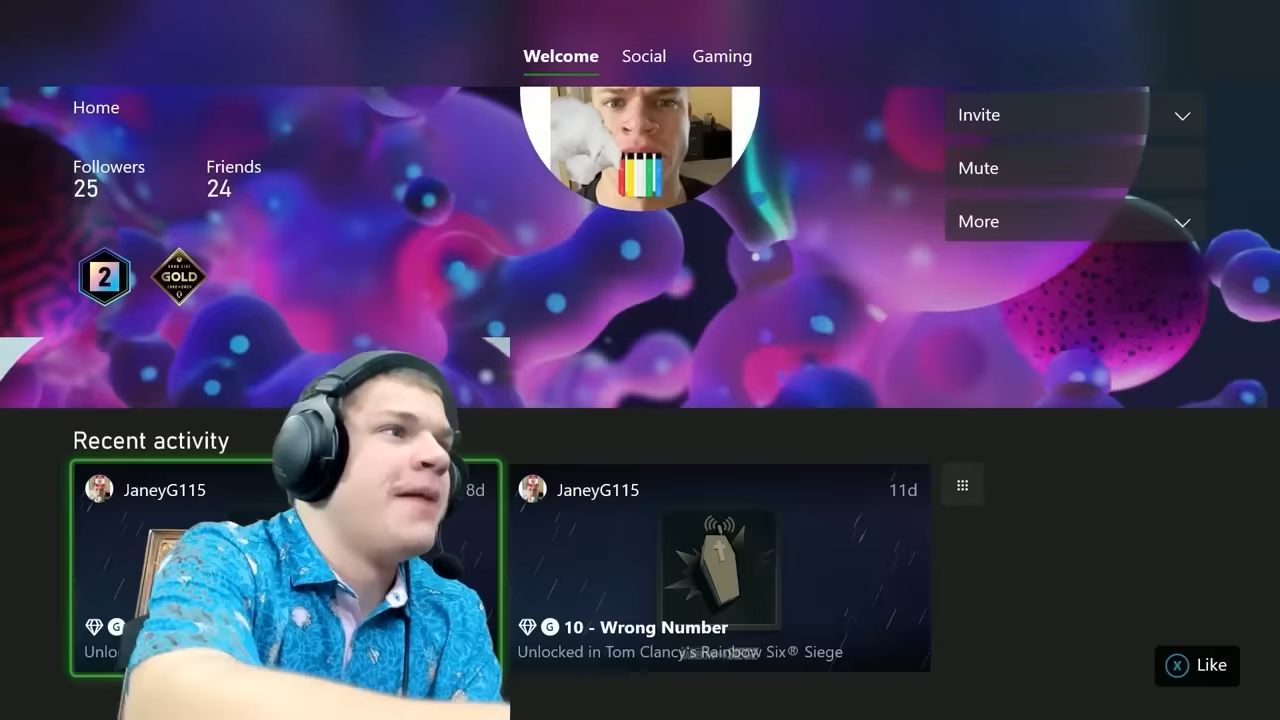 Welcome Social Gaming
Home
Invite
Followers Friends
25 24
Mute
More
2 GOLD
Recent activity
JaneyG115 8d
JaneyG115 11d
G
Unlo
G 10 - Wrong Number
Unlocked in Tom Clancy's Rainbow Six® Siege
X Like